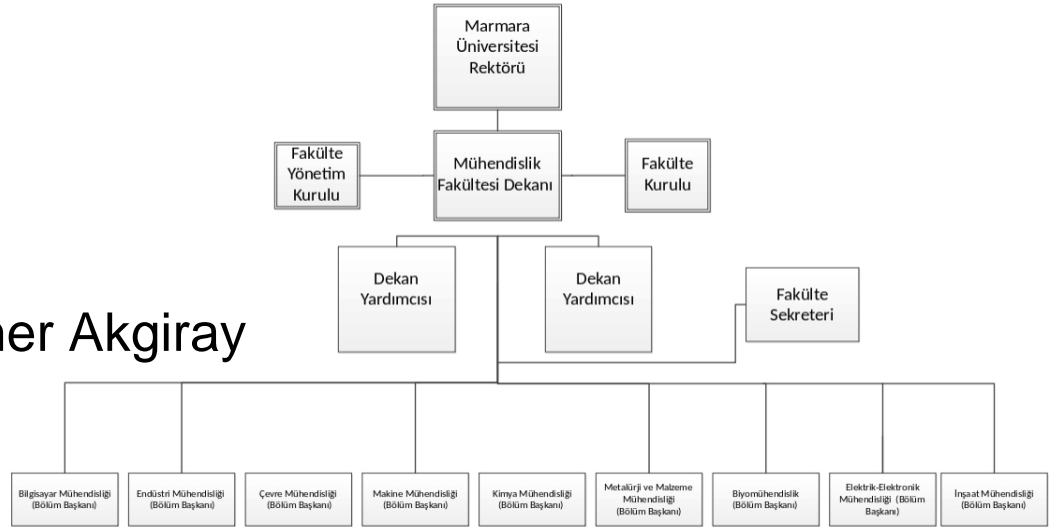 Marmara
Üniversitesi
Rektörü
Fakülte
Yönetim
Kurulu
Mühendislik
Fakültesi Dekanı
Fakülte
Kurulu
Dekan
Yardımcısı
Dekan
Yardımcısı
Fakülte
Sekreteri
Akgiray
Bilgisayar Mühendisliği
(Bölüm Başkanı)
Endüstri Mühendisliği
(Bölüm Başkanı)
Çevre Mühendisliği
(Bölüm Başkanı)
Makine Mühendisliği
(Bölüm Başkanı)
Kimya Mühendisliği
(Bölüm Başkanı)
Metalürji ve Malzeme
Mühendisliği
(Bölüm Başkanı)
Biyomühendislik
(Bölüm Başkanı)
Elektrik-Elektronik
Mühendisliği (Bölüm
Başkanı)
İnşaat Mühendisliği
(Bölüm Başkanı)